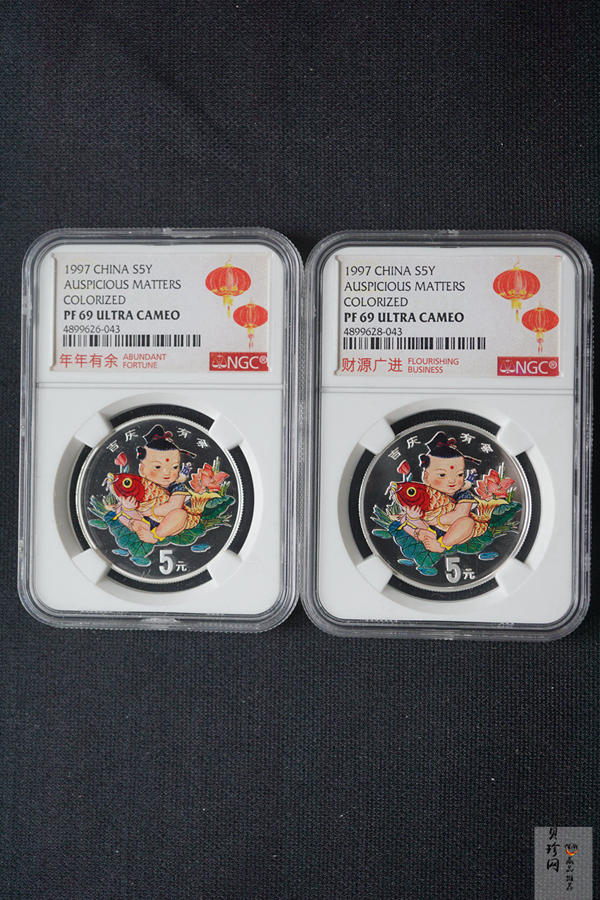 1997 CHINA S5Y
AUSPICIOUS MATTERS
COLORIZED
PF 69 ULTRA CAMEO
4899626-043
年年有余 ABUNDANT FORTUNE
NGC®
吉庆有余
5元
1997 CHINA S5Y
AUSPICIOUS MATTERS
COLORIZED
PF 69 ULTRA CAMEO
4899628-043
财源广进 FLOURISHING BUSINESS
NGC®
吉庆有余
5元
贝珍网